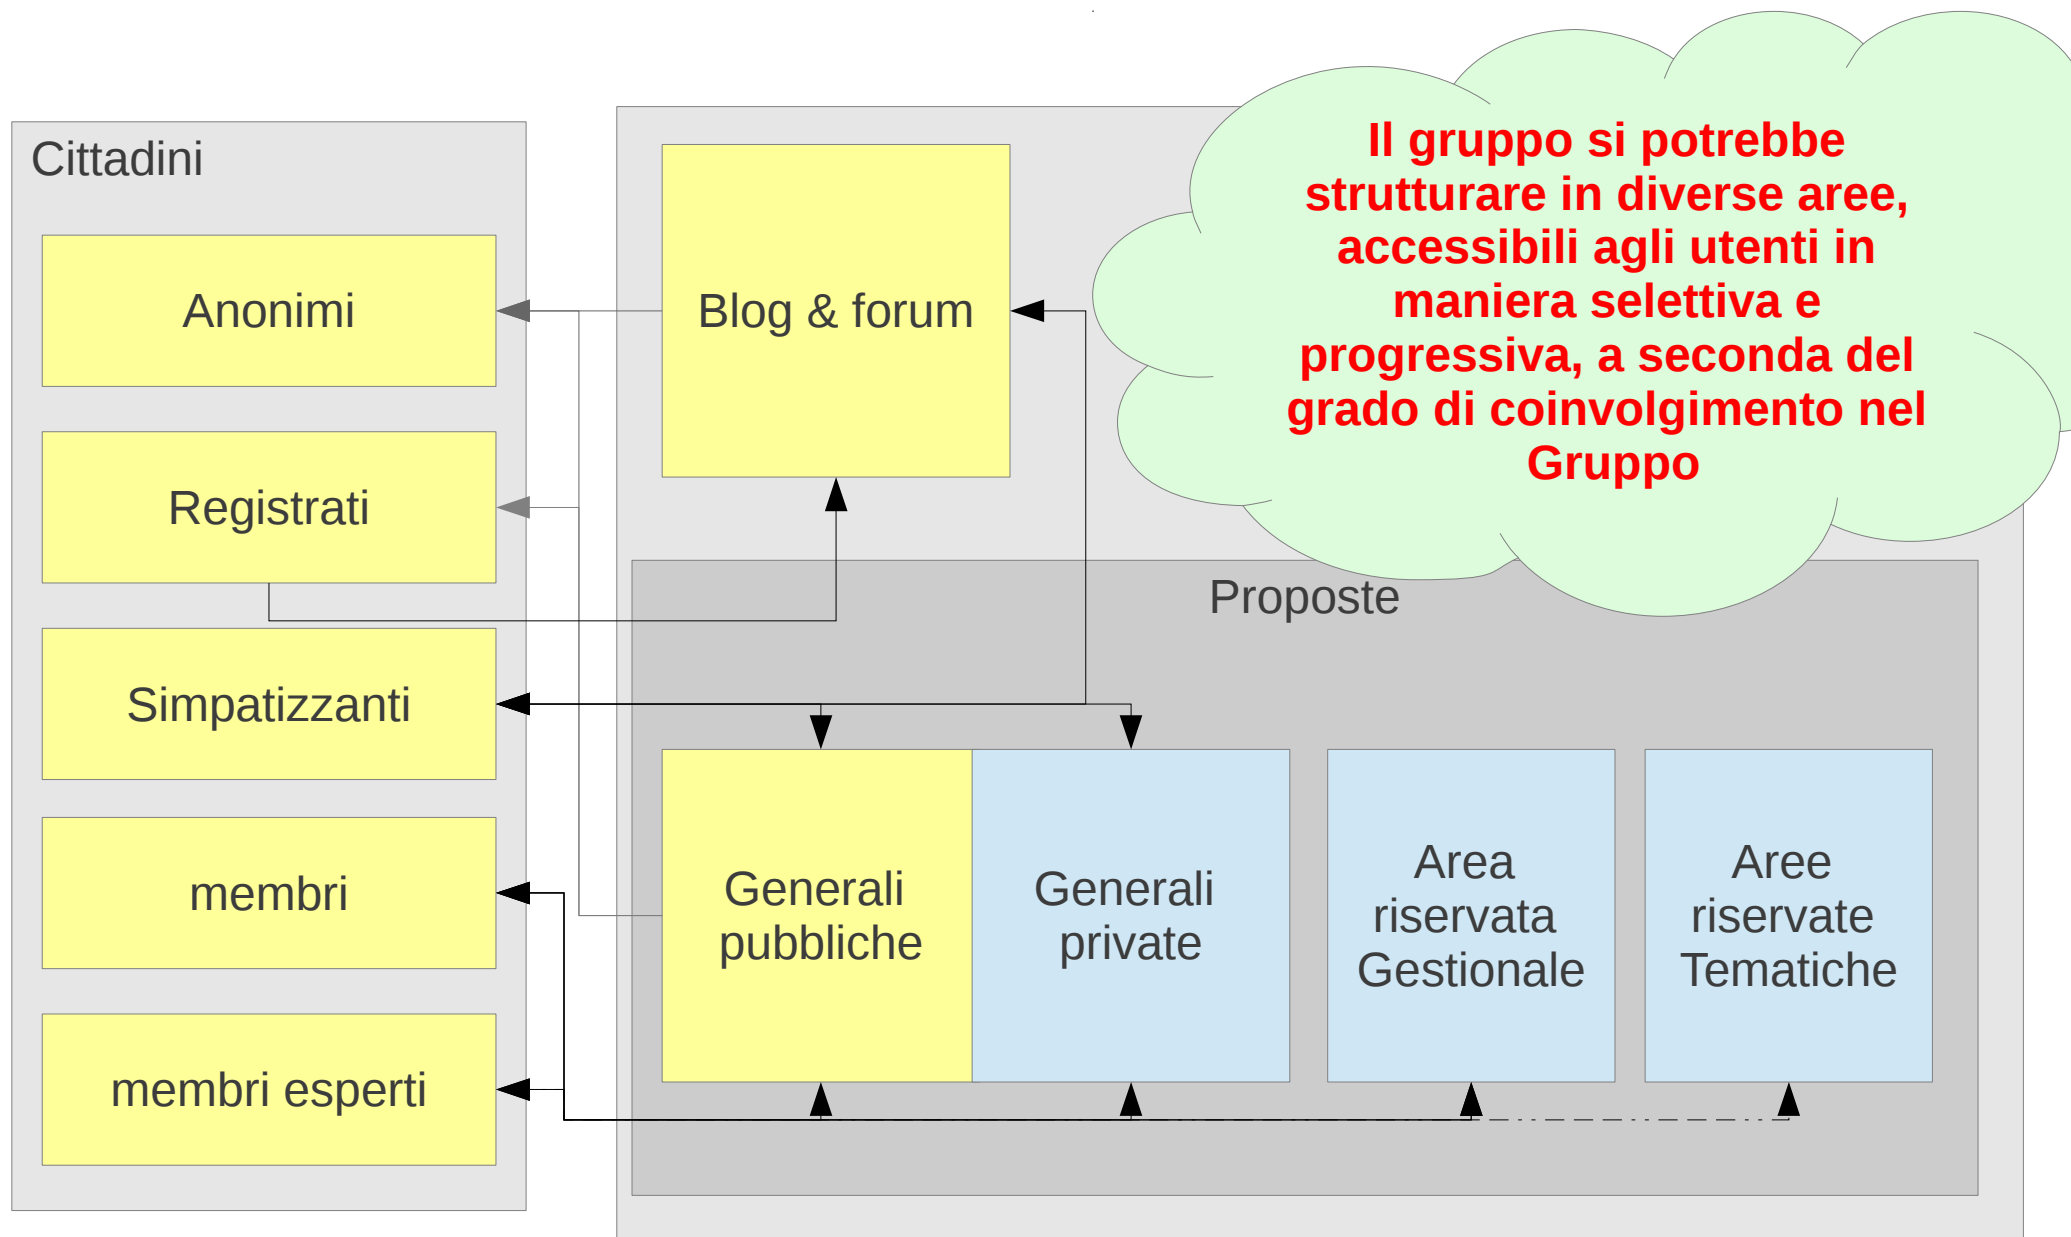 Cittadini
Anonimi
Registrati
Simpatizzanti
membri
membri esperti
Blog & forum
Il gruppo si potrebbe
strutturare in diverse aree,
accessibili agli utenti in
maniera selettiva e
progressiva, a seconda del
grado di coinvolgimento nel
Gruppo
Proposte
Generali
pubbliche
Generali
private
Area
riservata
Gestionale
Aree
riservate
Tematiche